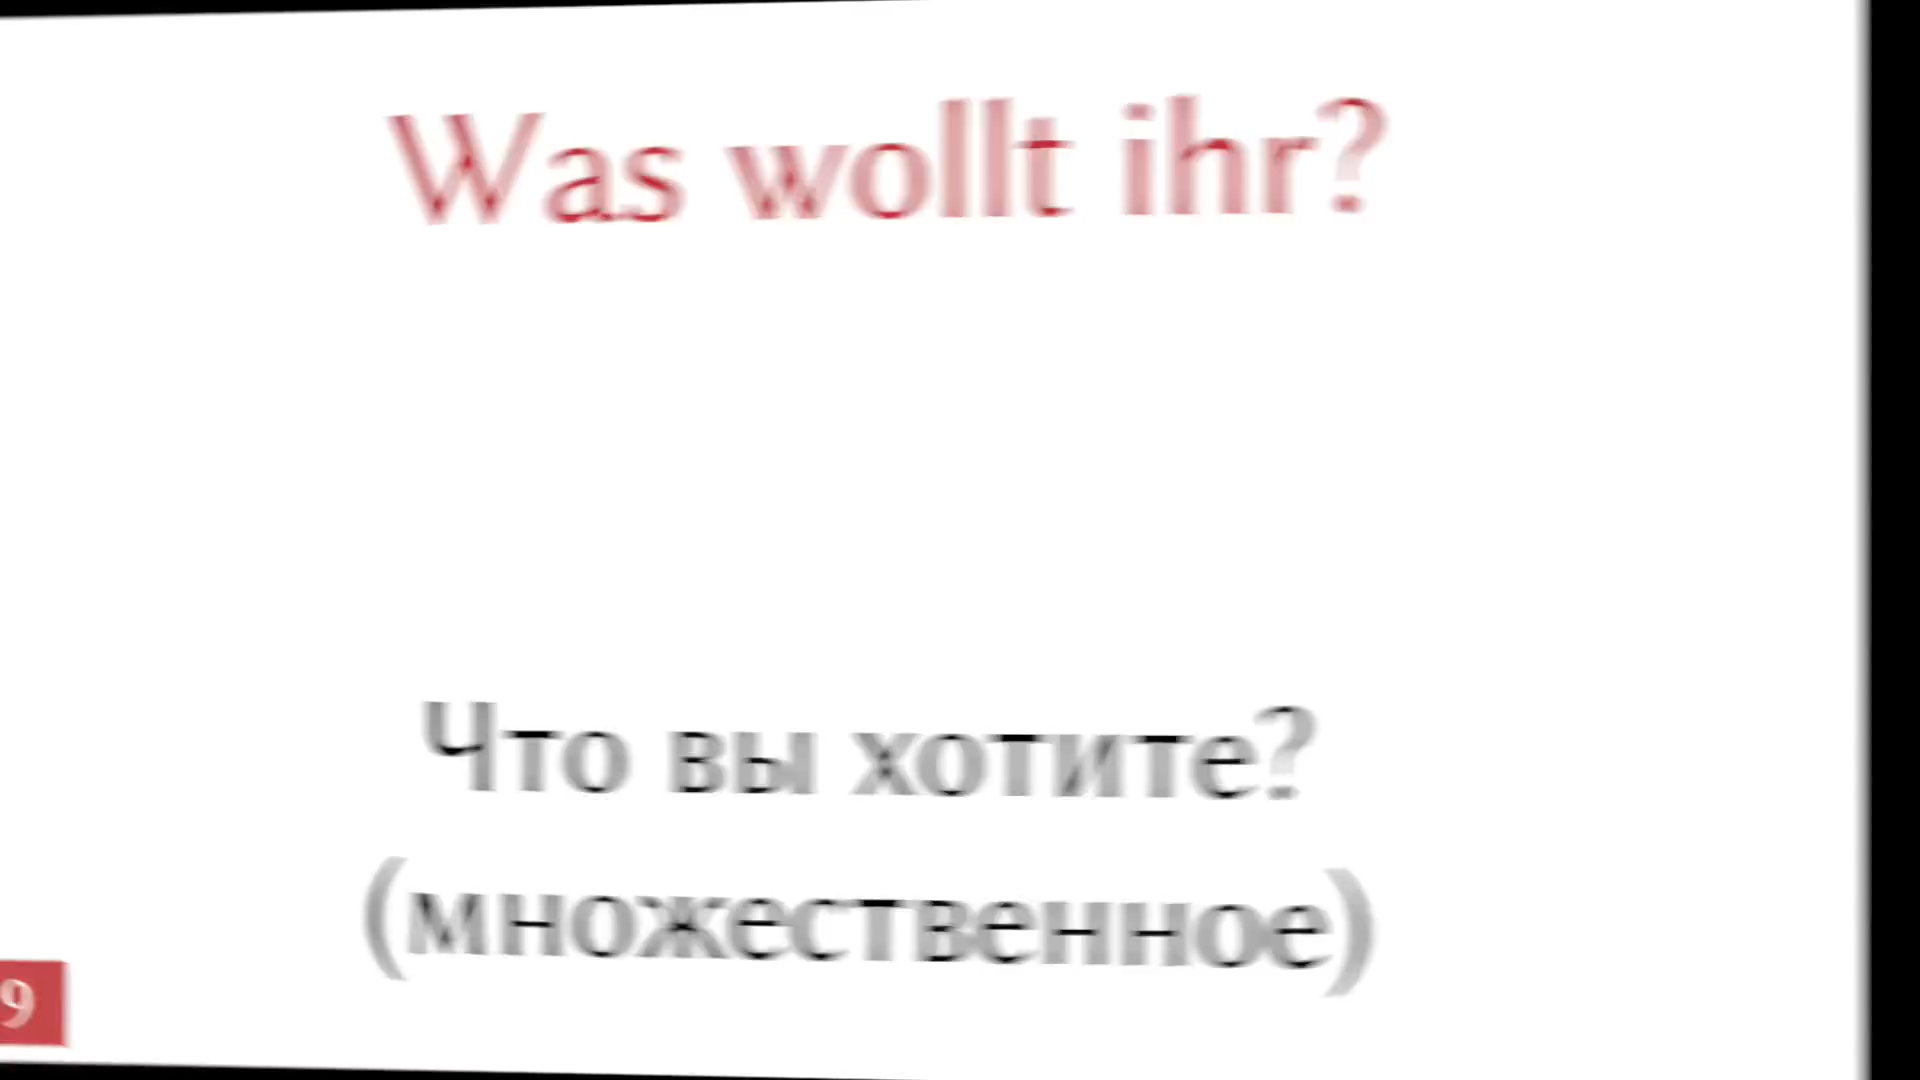 Was wollt ihr?
Что вы хотите?
(множественное)
9